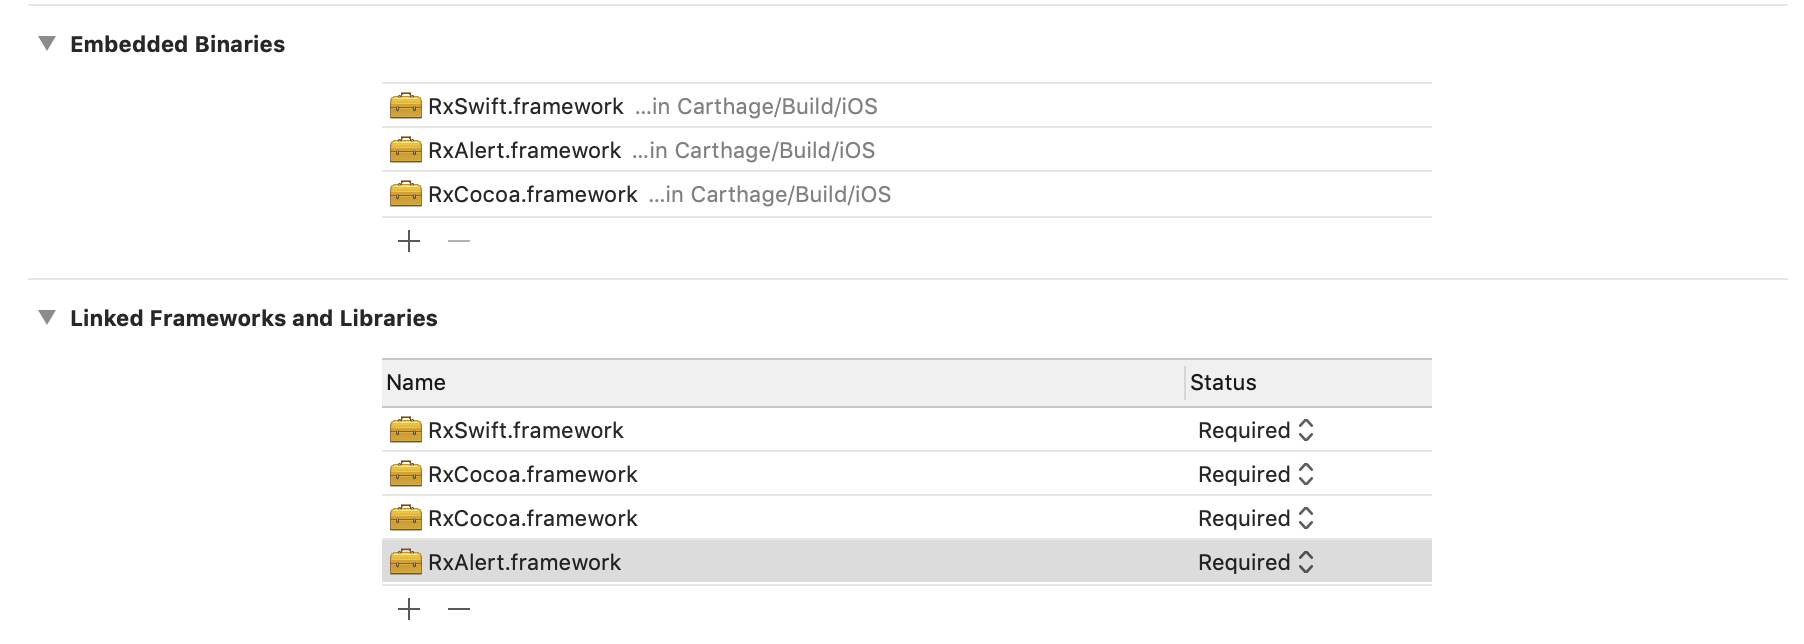 Embedded Binaries
RxSwift.framework ...in Carthage/Build/iOS
RxAlert.framework ...in Carthage/Build/iOS
RxCocoa.framework ...in Carthage/Build/iOS
Linked Frameworks and Libraries
Name Status
RxSwift.framework Required
RxCocoa.framework Required
RxCocoa.framework Required
RxAlert.framework Required